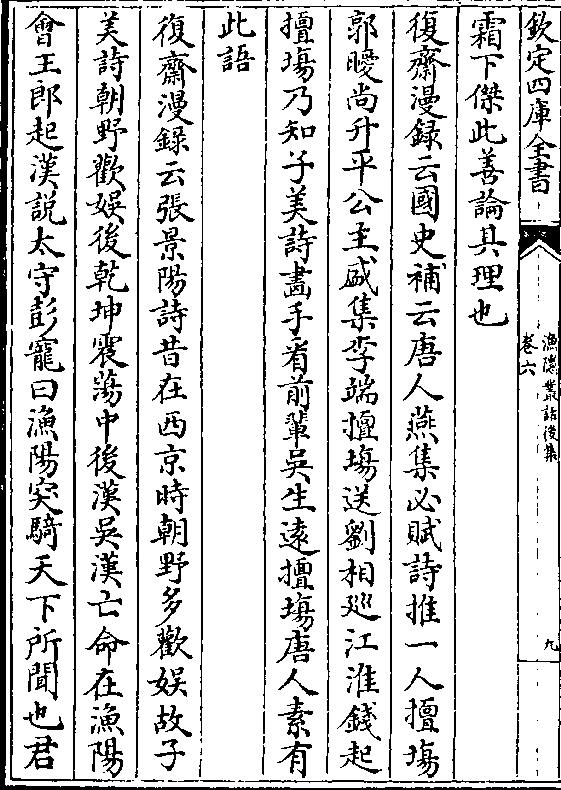 欽定四庫全書
漁隱叢話後集
卷六
九
霜下傑此善論其理也
復齋漫録云國史補云唐人燕集必賦詩推一人擅場
郭曖尚升平公主盛集李端擅場送劉相廵江淮錢起
擅場乃知子美詩畫手㸔前輩吳生遠擅場唐人素有
此語
復齋漫録云張景陽詩昔在西京時朝野多歡娛故子
美詩朝野歡娛後乾坤震蕩中後漢吳漢亡命在漁陽
會王郎起漢説太守彭寵曰漁陽突騎天下所聞也君